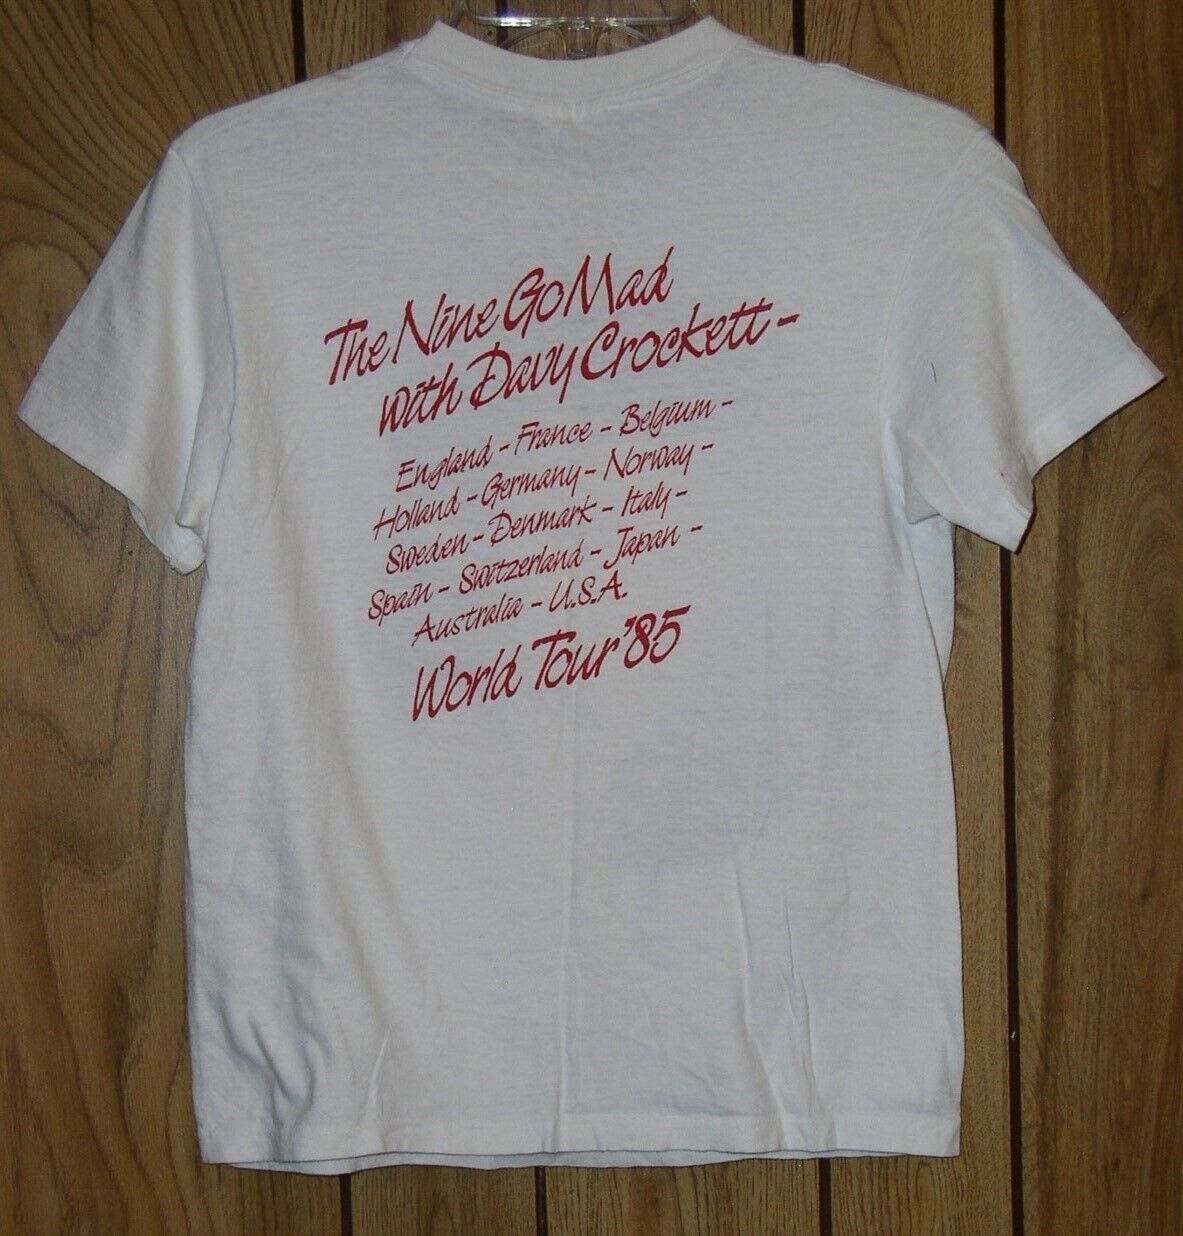 The Nine Go Mad
with Davy Crockett -
England - France - Belgium -
Holland - Germany - Norway -
Sweden - Denmark - Italy -
Spain - Switzerland - Japan -
Australia - U.S.A.
World Tour '85